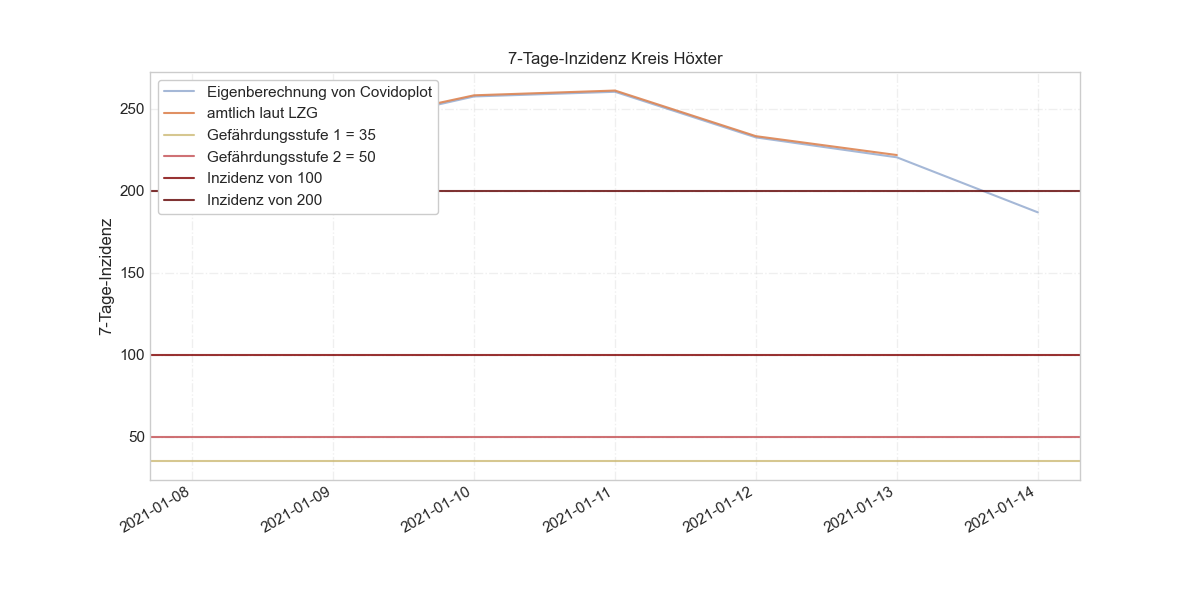 7-Tage-Inzidenz Kreis Höxter
Eigenberechnung von Covidoplot
amtlich laut LZG
Gefährdungsstufe 1 = 35
Gefährdungsstufe 2 = 50
Inzidenz von 100
Inzidenz von 200
7-Tage-Inzidenz
250
200
150
100
50
2021-01-08
2021-01-09
2021-01-10
2021-01-11
2021-01-12
2021-01-13
2021-01-14